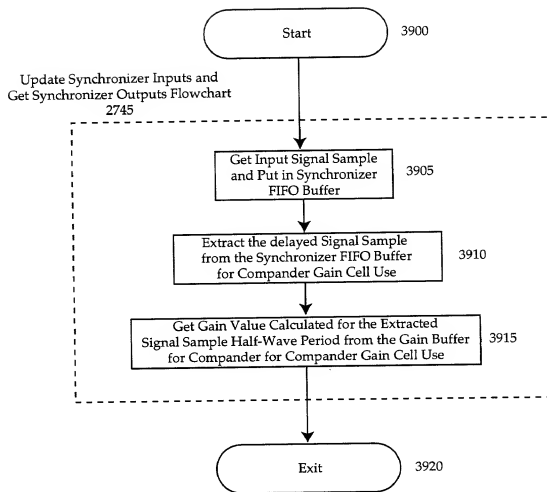 Start
3900
Update Synchronizer Inputs and
Get Synchronizer Outputs Flowchart
2745
Get Input Signal Sample
and Put in Synchronizer
FIFO Buffer
3905
Extract the delayed Signal Sample
from the Synchronizer FIFO Buffer
for Compander Gain Cell Use
3910
Get Gain Value Calculated for the Extracted
Signal Sample Half-Wave Period from the Gain Buffer
for Compander for Compander Gain Cell Use
3915
Exit
3920